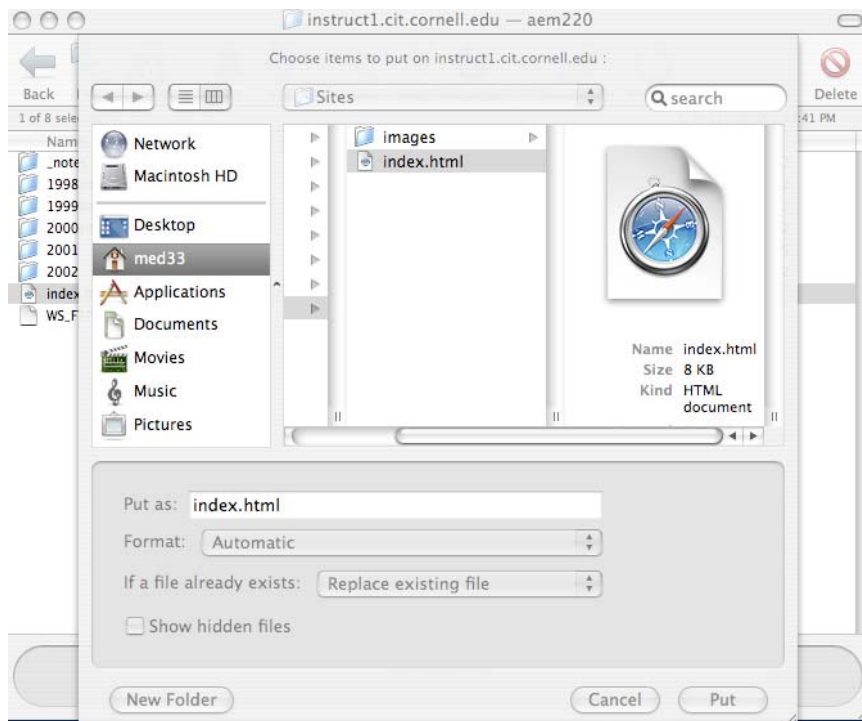 instruct1.cit.cornell.edu — aem220
Choose items to put on instruct1.cit.cornell.edu :
Back
Sites
search
Delete
1 of 8 sele
:41 PM
Nam
_note
1998
1999
2000
2001
2002
index
WS_F
Network
Macintosh HD
Desktop
med33
Applications
Documents
Movies
Music
Pictures
images
index.html
Name index.html
Size 8 KB
Kind HTML
document
Put as: index.html
Format: Automatic
If a file already exists: Replace existing file
Show hidden files
New Folder
Cancel
Put